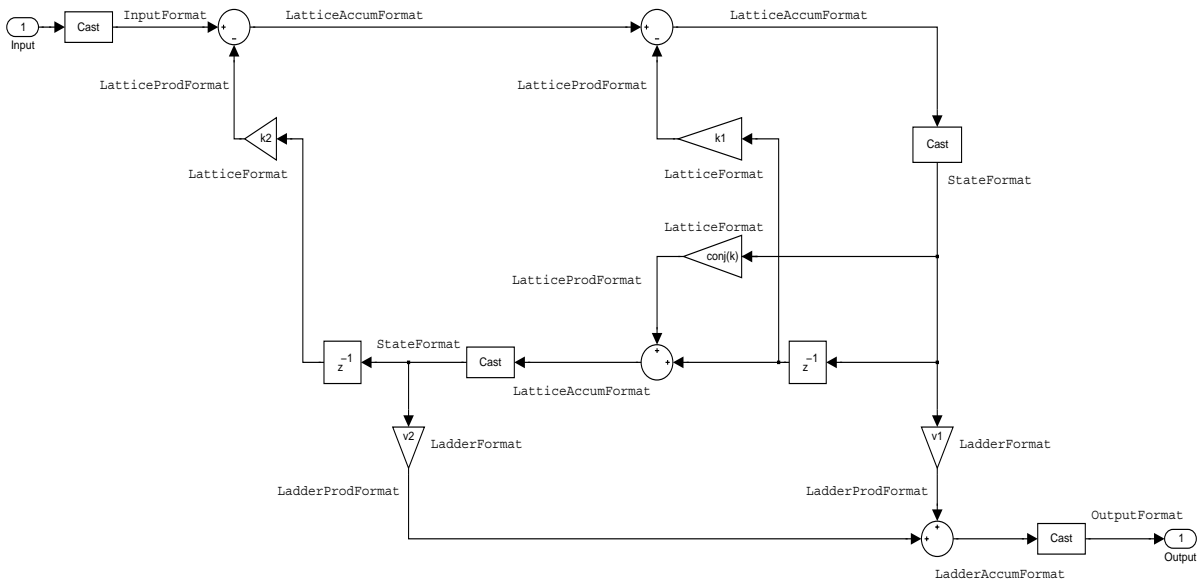 InputFormat
LatticeAccumFormat
LatticeAccumFormat
1
Cast
+
−
+
−
Input
LatticeProdFormat
LatticeProdFormat
k2
k1
Cast
LatticeFormat
LatticeFormat
StateFormat
LatticeFormat
conj(k)
LatticeProdFormat
StateFormat
+
+
z−1
Cast
z−1
LatticeAccumFormat
v2
LadderFormat
v1
LadderFormat
LadderProdFormat
LadderProdFormat
OutputFormat
+
+
Cast
1
Output
LadderAccumFormat